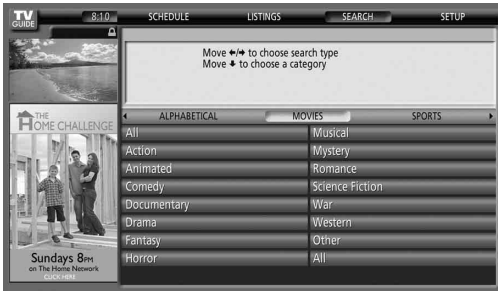 TV
GUIDE
8:10
SCHEDULE
LISTINGS
SEARCH
SETUP
Move ←/→ to choose search type
Move ↓ to choose a category
ALPHABETICAL
MOVIES
SPORTS
THE
HOME CHALLENGE
Sundays 8PM
on The Home Network
CLICK HERE
All
Musical
Action
Mystery
Animated
Romance
Comedy
Science Fiction
Documentary
War
Drama
Western
Fantasy
Other
Horror
All